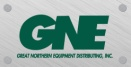 GNE
GREAT NORTHERN EQUIPMENT DISTRIBUTING, INC.